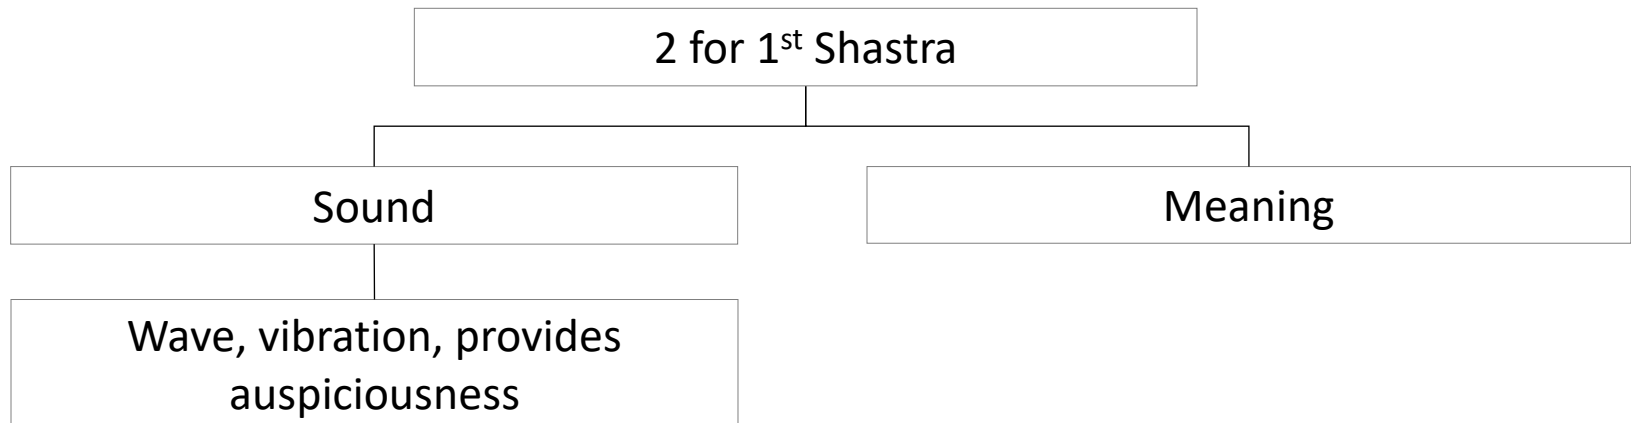 2 for 1st Shastra
Sound
Meaning
Wave, vibration, provides
auspiciousness